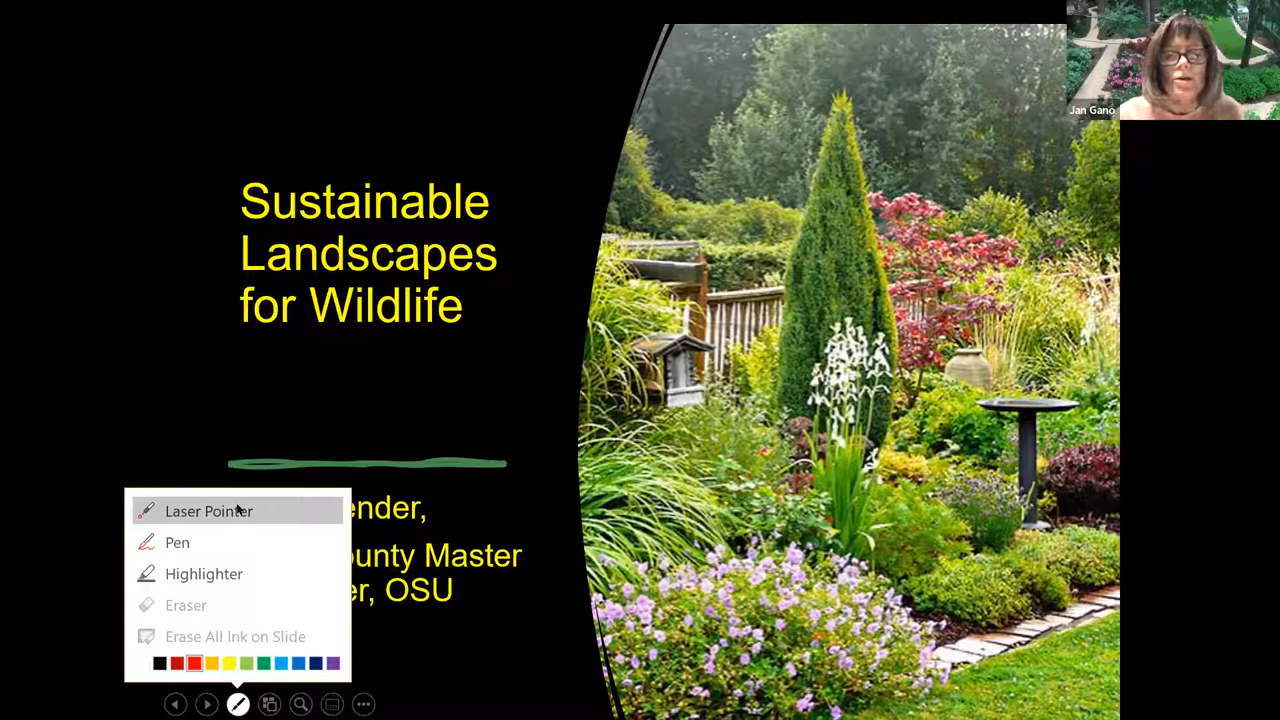 Jan Gano
Sustainable
Landscapes
for Wildlife
ender,
ounty Master
er, OSU
Laser Pointer
Pen
Highlighter
Eraser
Erase All Ink on Slide